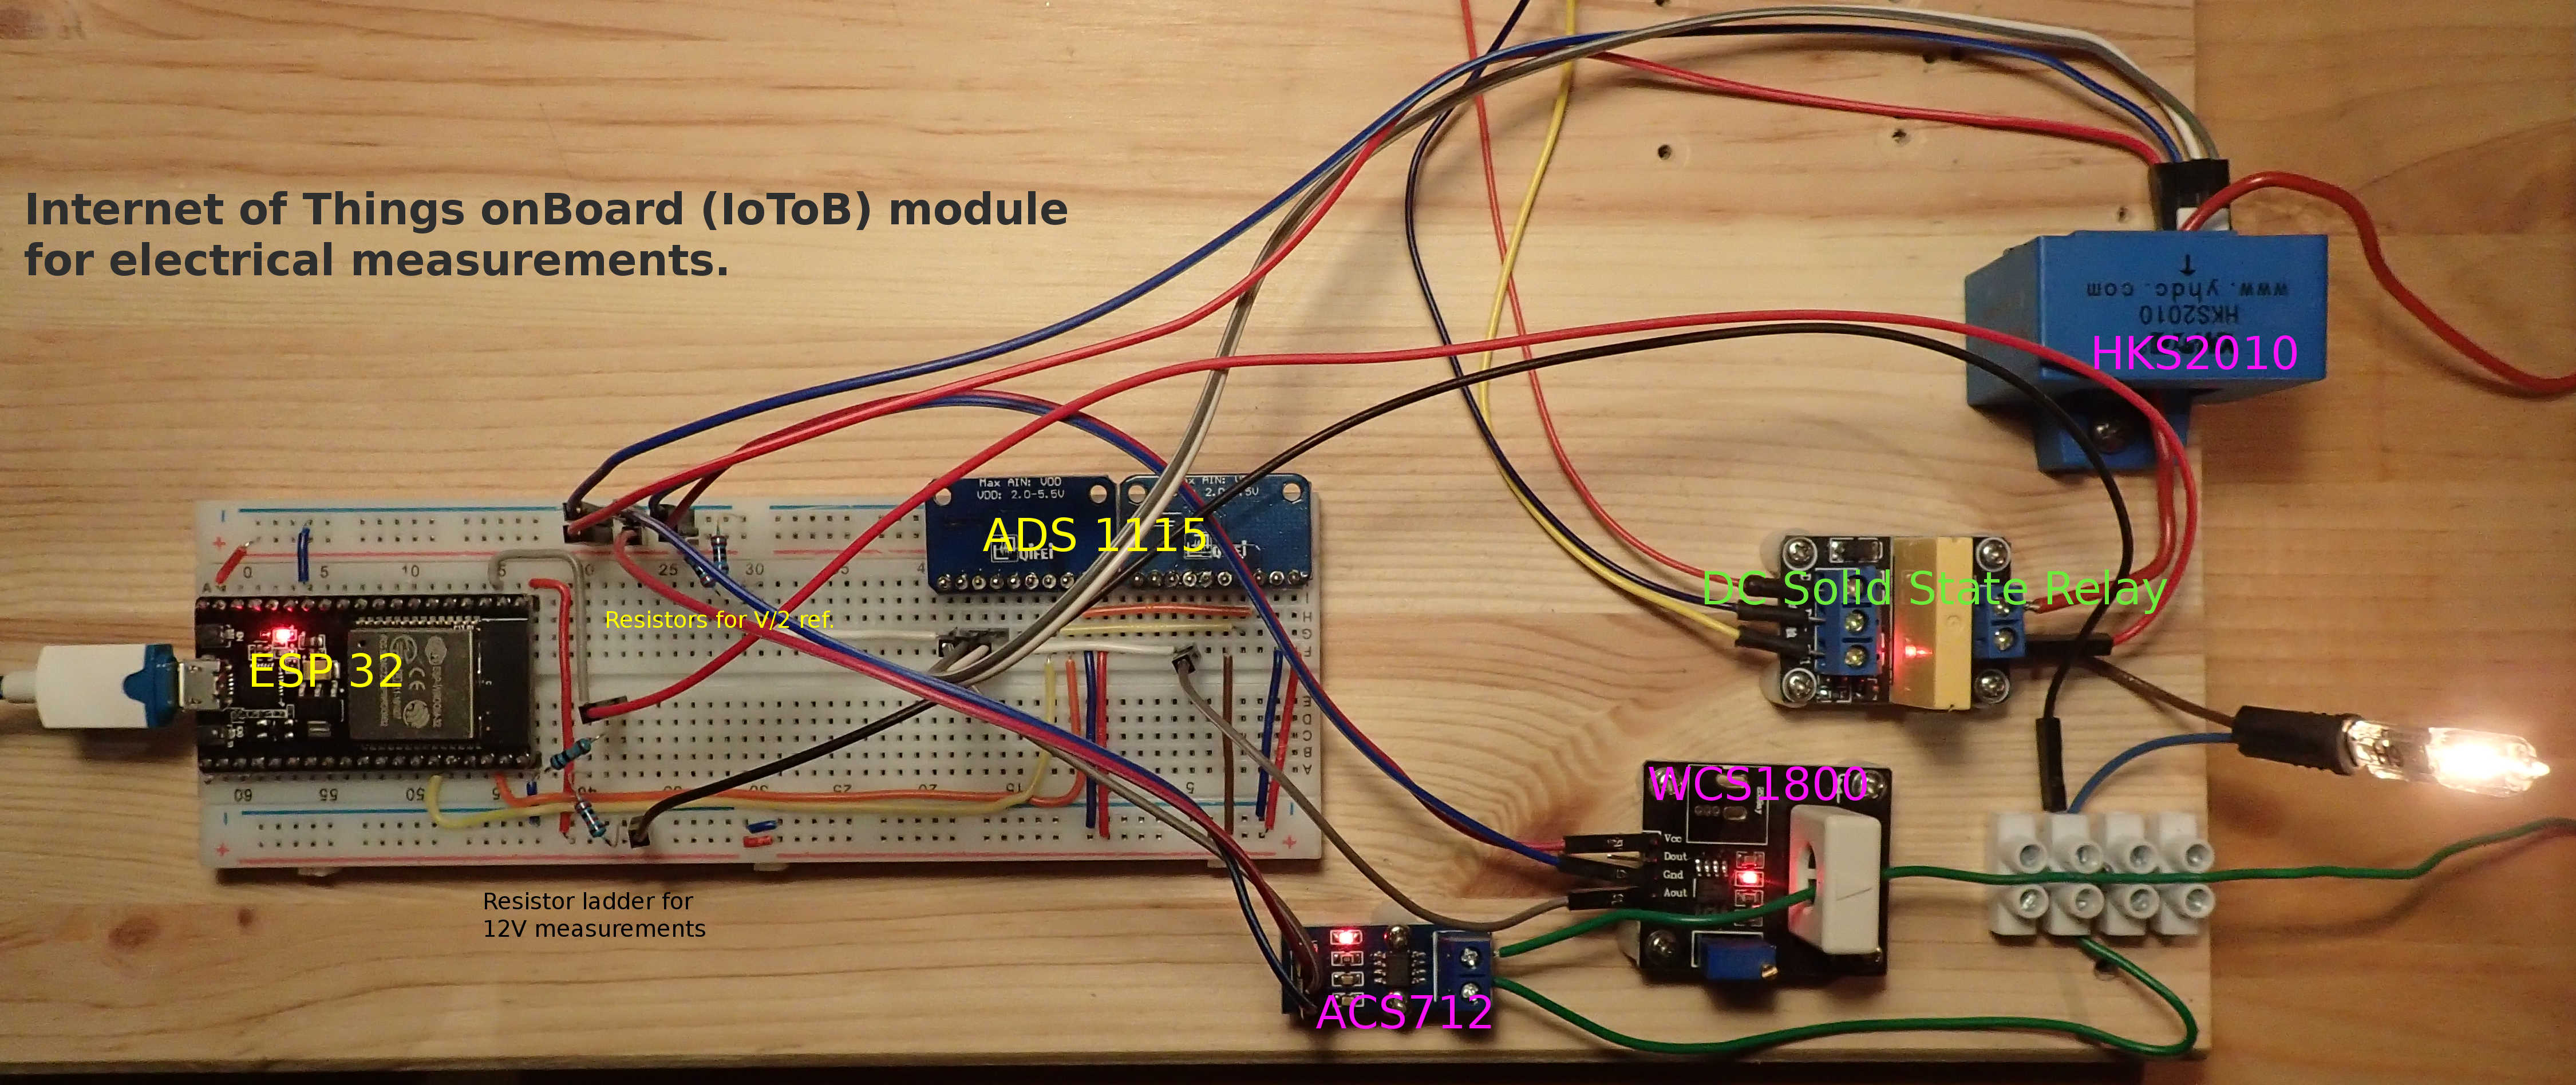 Internet of Things onBoard (IoToB) module
for electrical measurements.
www.yhdc.com
HKS2010
HKS2010
Max AIN: VDD
VDD: 2.0-5.5V
ADS 1115
QIFEI
DC Solid State Relay
Resistors for V/2 ref.
ESP 32
WCS1800
Vcc
Dout
Gnd
Aout
Resistor ladder for
12V measurements
ACS712